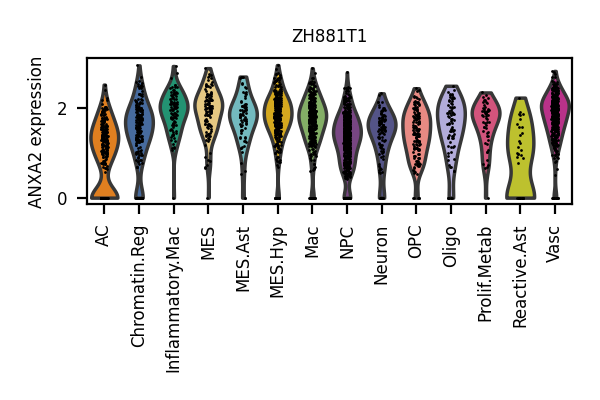 ZH881T1
ANXA2 expression
2
0
AC
Chromatin.Reg
Inflammatory.Mac
MES
MES.Ast
MES.Hyp
Mac
NPC
Neuron
OPC
Oligo
Prolif.Metab
Reactive.Ast
Vasc